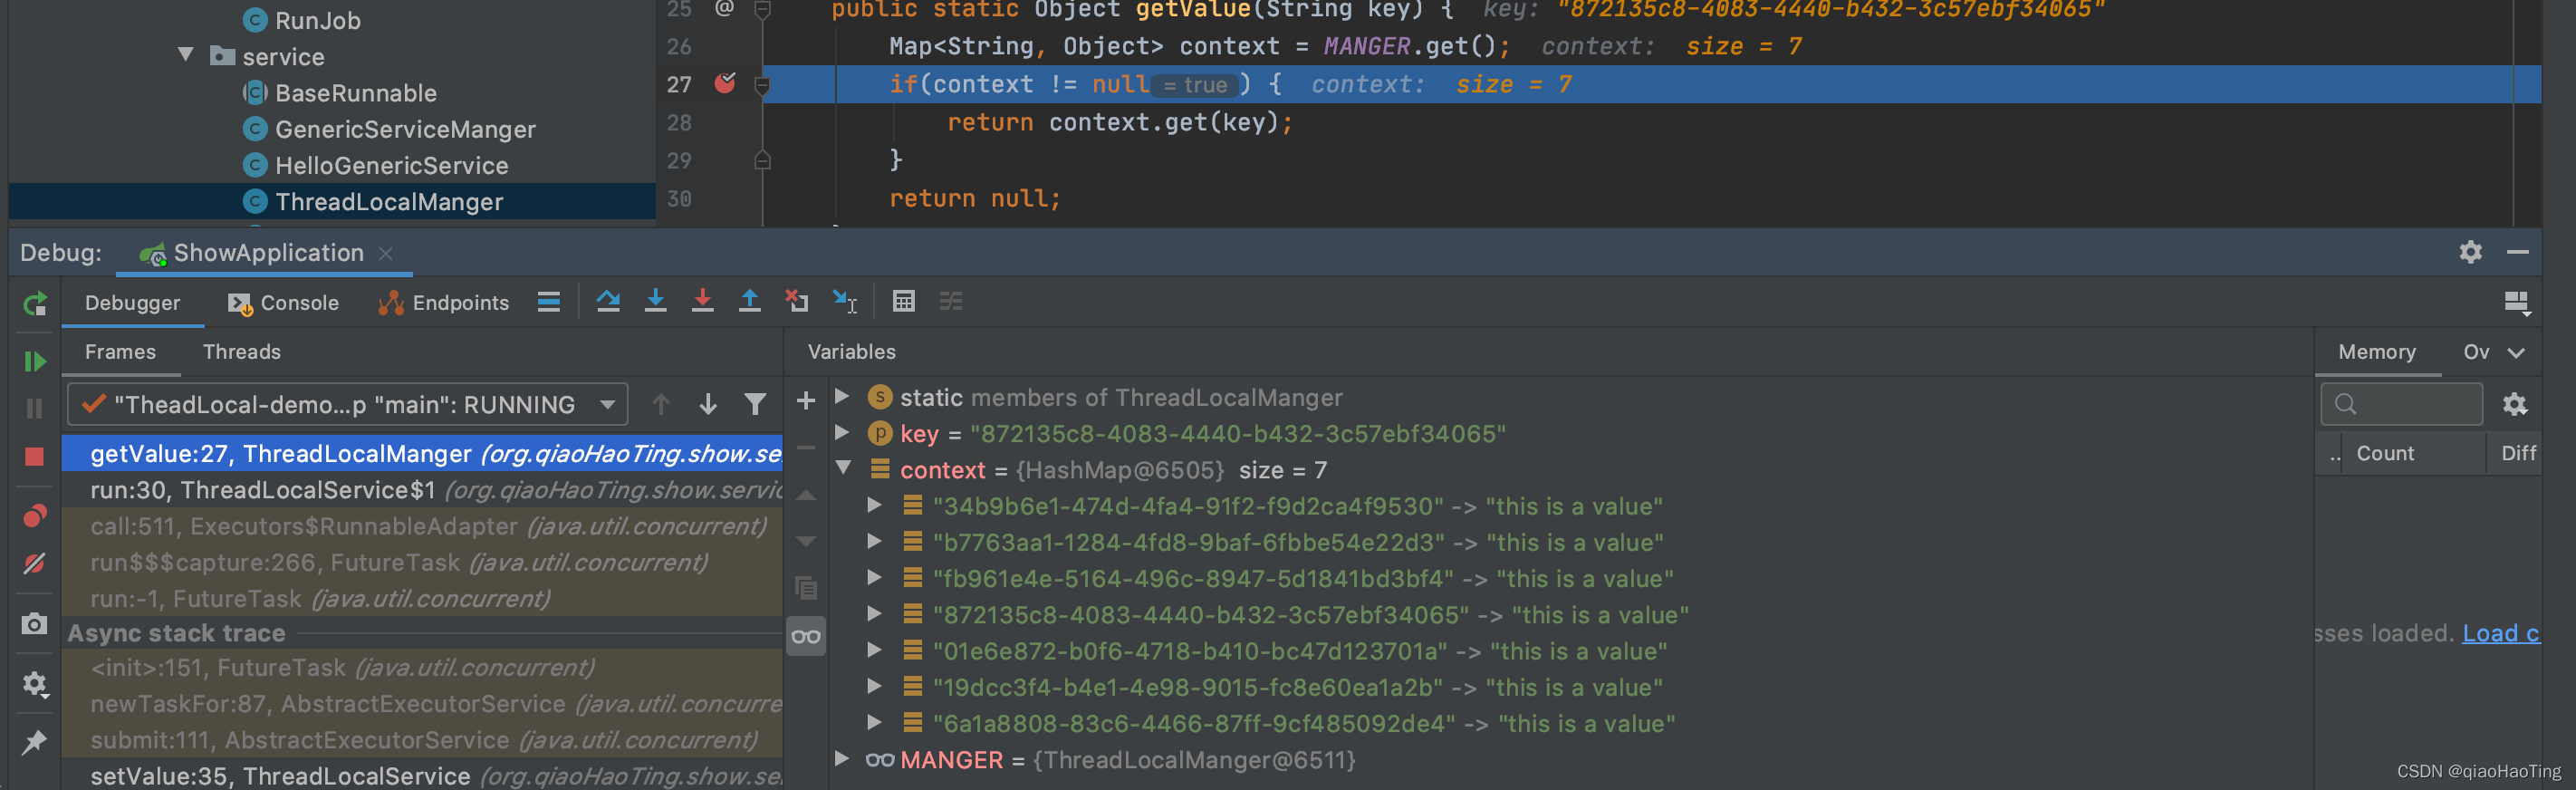 RunJob
service
BaseRunnable
GenericServiceManger
HelloGenericService
ThreadLocalManger
25 @ public static Object getValue(String key) { key: "872135c8-4083-4440-b432-3c57ebf34065"
26 Map<String, Object> context = MANGER.get(); context: size = 7
27 if(context != null = true ) { context: size = 7
28 return context.get(key);
29 }
30 return null;
Debug: ShowApplication
Debugger Console Endpoints
Frames Threads
"TheadLocal-demo...p "main": RUNNING
getValue:27, ThreadLocalManger (org.qiaoHaoTing.show.se
run:30, ThreadLocalService$1 (org.qiaoHaoTing.show.servic
call:511, Executors$RunnableAdapter (java.util.concurrent)
run$$$capture:266, FutureTask (java.util.concurrent)
run:-1, FutureTask (java.util.concurrent)
Async stack trace
<init>:151, FutureTask (java.util.concurrent)
newTaskFor:87, AbstractExecutorService (java.util.concurre
submit:111, AbstractExecutorService (java.util.concurrent)
setValue:35, ThreadLocalService (org.qiaoHaoTing.show.se
Variables
static members of ThreadLocalManger
key = "872135c8-4083-4440-b432-3c57ebf34065"
context = {HashMap@6505} size = 7
"34b9b6e1-474d-4fa4-91f2-f9d2ca4f9530" -> "this is a value"
"b7763aa1-1284-4fd8-9baf-6fbbe54e22d3" -> "this is a value"
"fb961e4e-5164-496c-8947-5d1841bd3bf4" -> "this is a value"
"872135c8-4083-4440-b432-3c57ebf34065" -> "this is a value"
"01e6e872-b0f6-4718-b410-bc47d123701a" -> "this is a value"
"19dcc3f4-b4e1-4e98-9015-fc8e60ea1a2b" -> "this is a value"
"6a1a8808-83c6-4466-87ff-9cf485092de4" -> "this is a value"
MANGER = {ThreadLocalManger@6511}
Memory Ov
.. Count Diff
sses loaded. Load c
CSDN @qiaoHaoTing